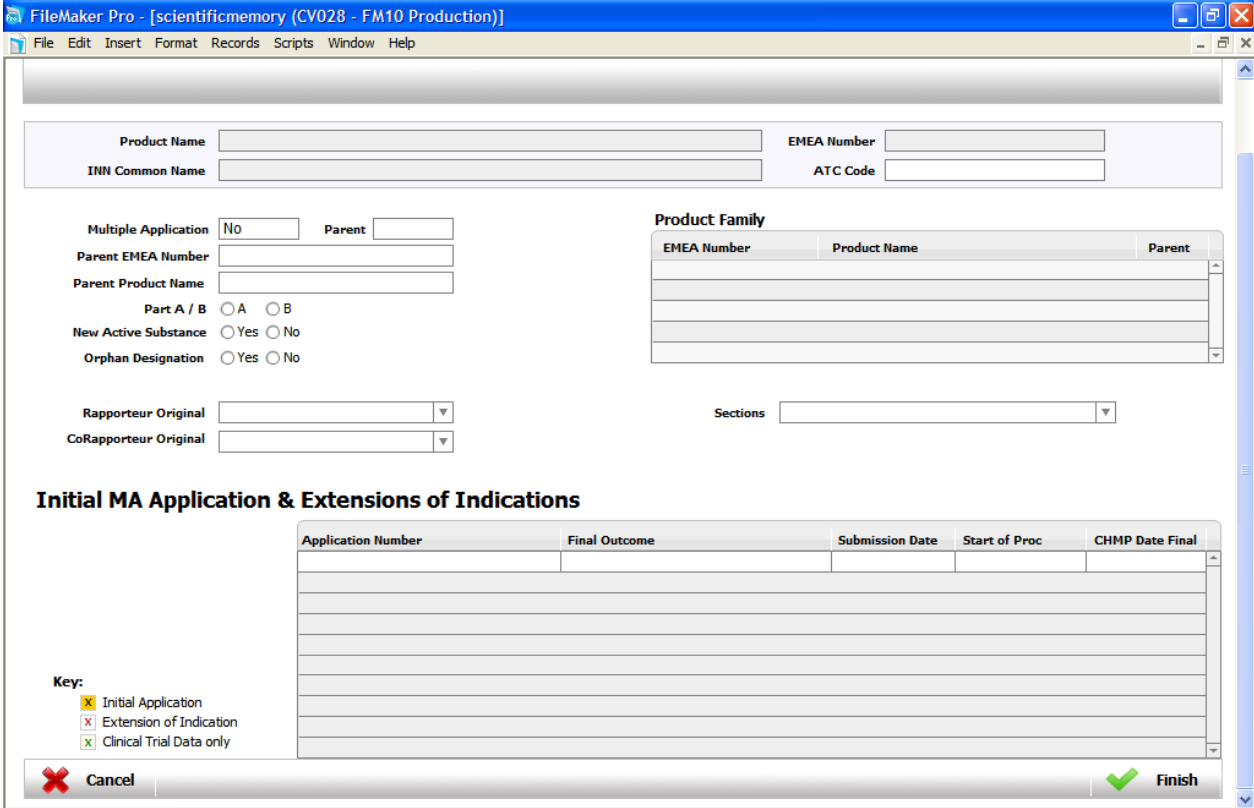 FileMaker Pro - [scientificmemory (CV028 - FM10 Production)]
File Edit Insert Format Records Scripts Window Help
Product Name EMEA Number
INN Common Name ATC Code
Multiple Application No Parent
Parent EMEA Number
Parent Product Name
Part A / B A B
New Active Substance Yes No
Orphan Designation Yes No
Product Family
EMEA Number Product Name Parent
Rapporteur Original Sections
CoRapporteur Original
Initial MA Application & Extensions of Indications
Application Number Final Outcome Submission Date Start of Proc CHMP Date Final
Key:
X Initial Application
X Extension of Indication
X Clinical Trial Data only
Cancel Finish